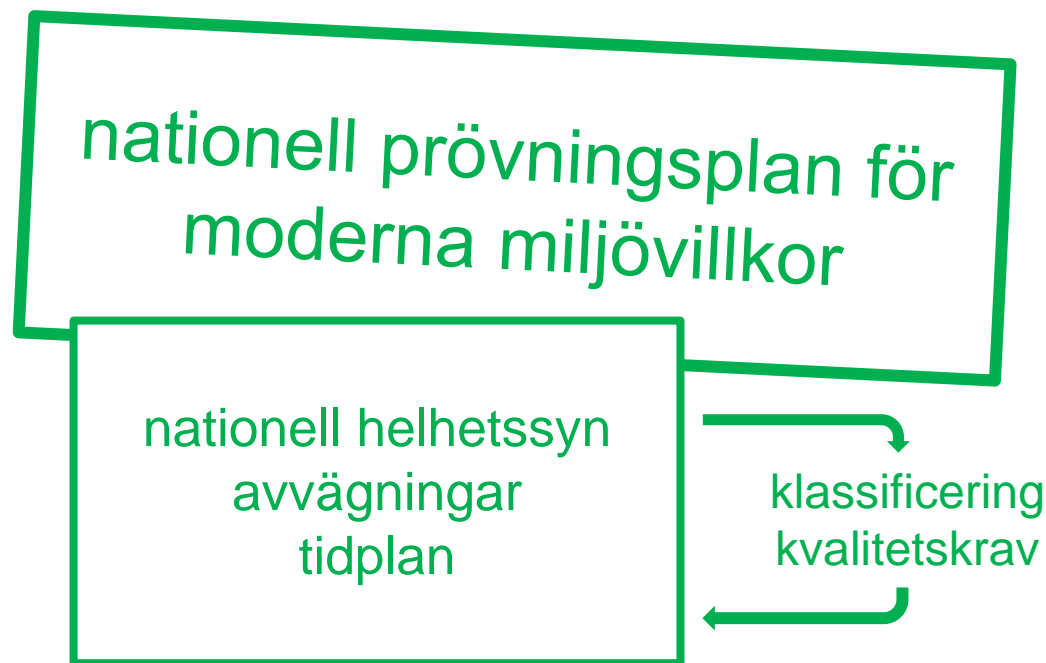 nationell prövningsplan för
moderna miljövillkor
nationell helhetssyn
avvägningar
tidplan
klassificering
kvalitetskrav